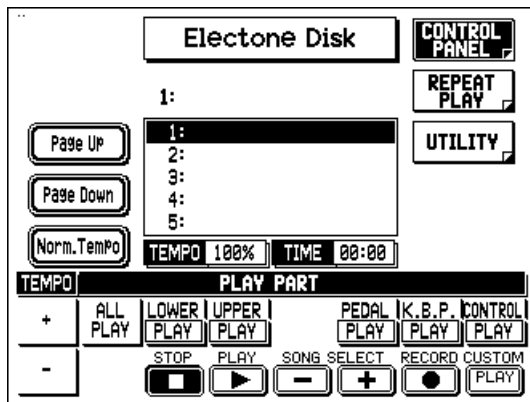 Electone Disk
CONTROL
PANEL
1:
REPEAT
PLAY
Page Up
1:
2:
3:
4:
5:
UTILITY
Page Down
Norm.Tempo
TEMPO 100% TIME 00:00
TEMPO PLAY PART
+
ALL
PLAY
LOWER
PLAY
UPPER
PLAY
PEDAL
PLAY
K.B.P.
PLAY
CONTROL
PLAY
-
STOP PLAY SONG SELECT RECORD CUSTOM
- + PLAY